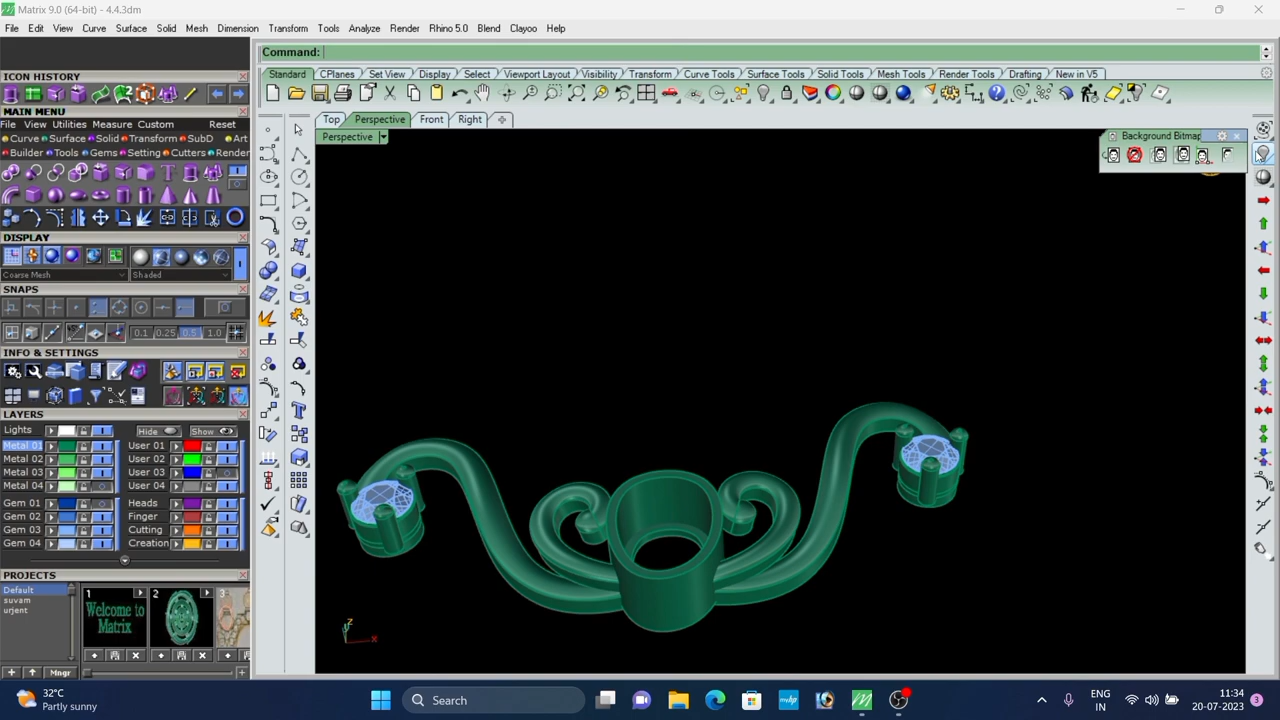 Matrix 9.0 (64-bit) - 4.4.3dm
File Edit View Curve Surface Solid Mesh Dimension Transform Tools Analyze Render Rhino 5.0 Blend Clayoo Help
Command:
ICON HISTORY
Standard CPlanes Set View Display Select Viewport Layout Visibility Transform Curve Tools Surface Tools Solid Tools Mesh Tools Render Tools Drafting New in V5
MAIN MENU
File View Utilities Measure Custom Reset
Curve Surface Solid Transform SubD Art
Builder Tools Gems Setting Cutters Render
Top Perspective Front Right
Perspective
Background Bitmap
DISPLAY
Coarse Mesh Shaded
SNAPS
0.1 0.25 0.5 1.0
INFO & SETTINGS
LAYERS
Lights Hide Show
Metal 01 User 01
Metal 02 User 02
Metal 03 User 03
Metal 04 User 04
Gem 01 Heads
Gem 02 Finger
Gem 03 Cutting
Gem 04 Creation
PROJECTS
Default
suvam
urjent
1 2 3
Welcome to
Matrix
Mngr
z
x
32°C
Partly sunny
Search
ENG
IN
11:34
20-07-2023
3